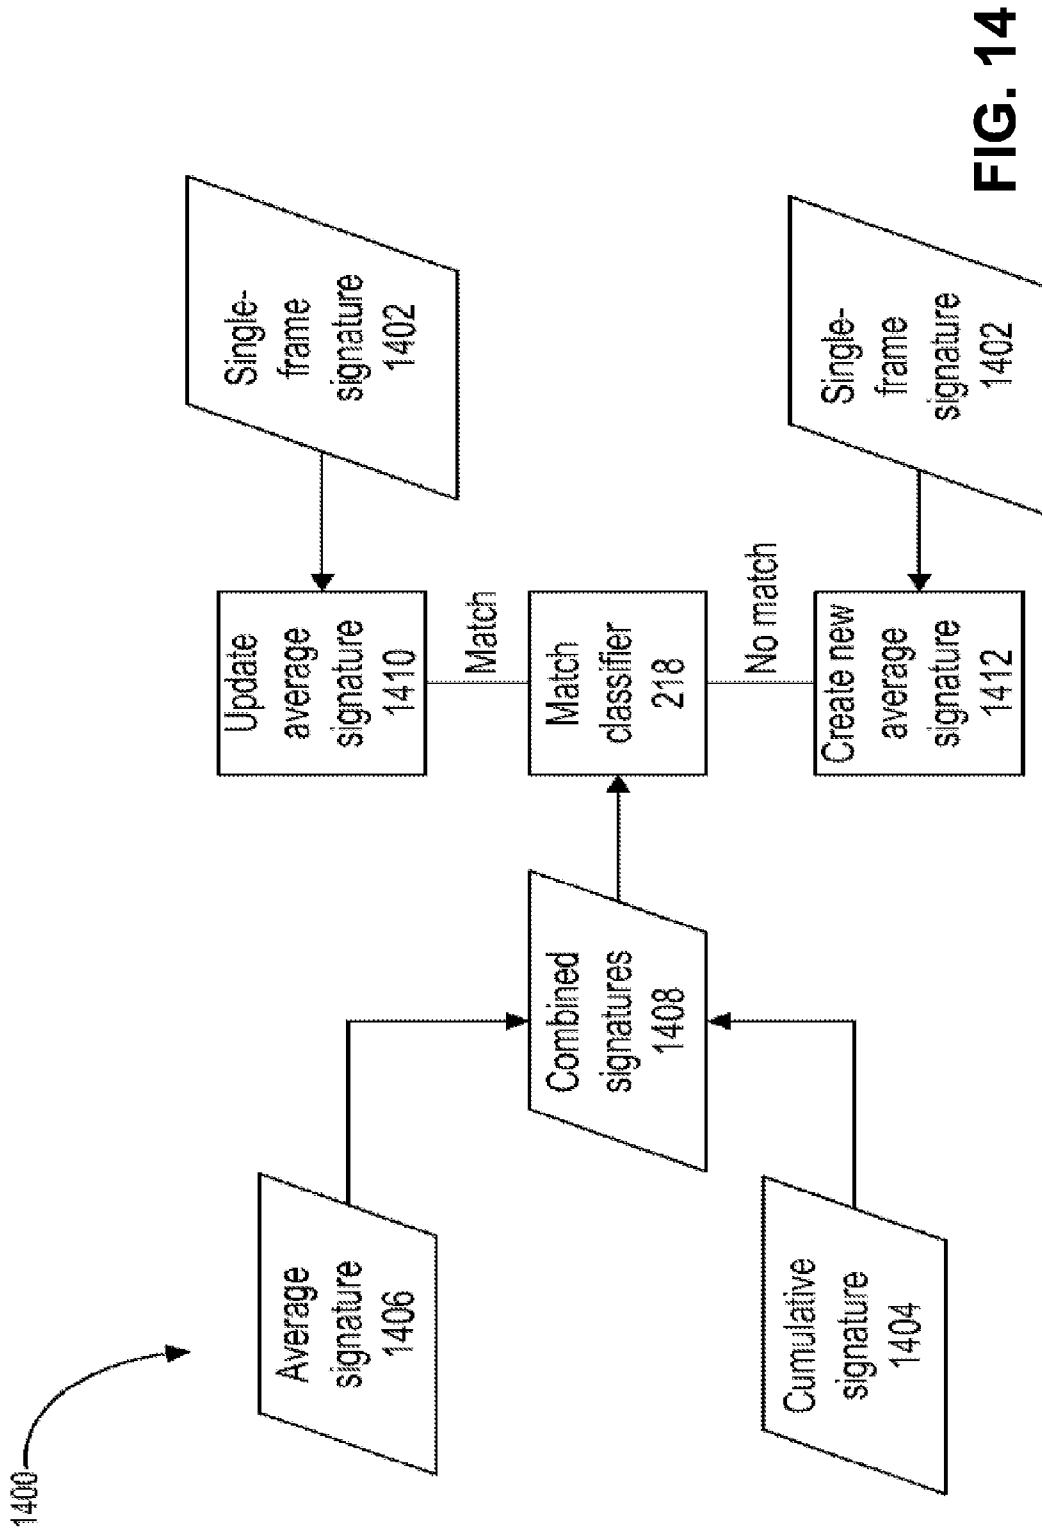 1400
Average
signature
1406
Cumulative
signature
1404
Combined
signatures
1408
Update
average
signature
1410
Match
Match
classifier
218
No match
Create new
average
signature
1412
Single-
frame
signature
1402
Single-
frame
signature
1402
FIG. 14